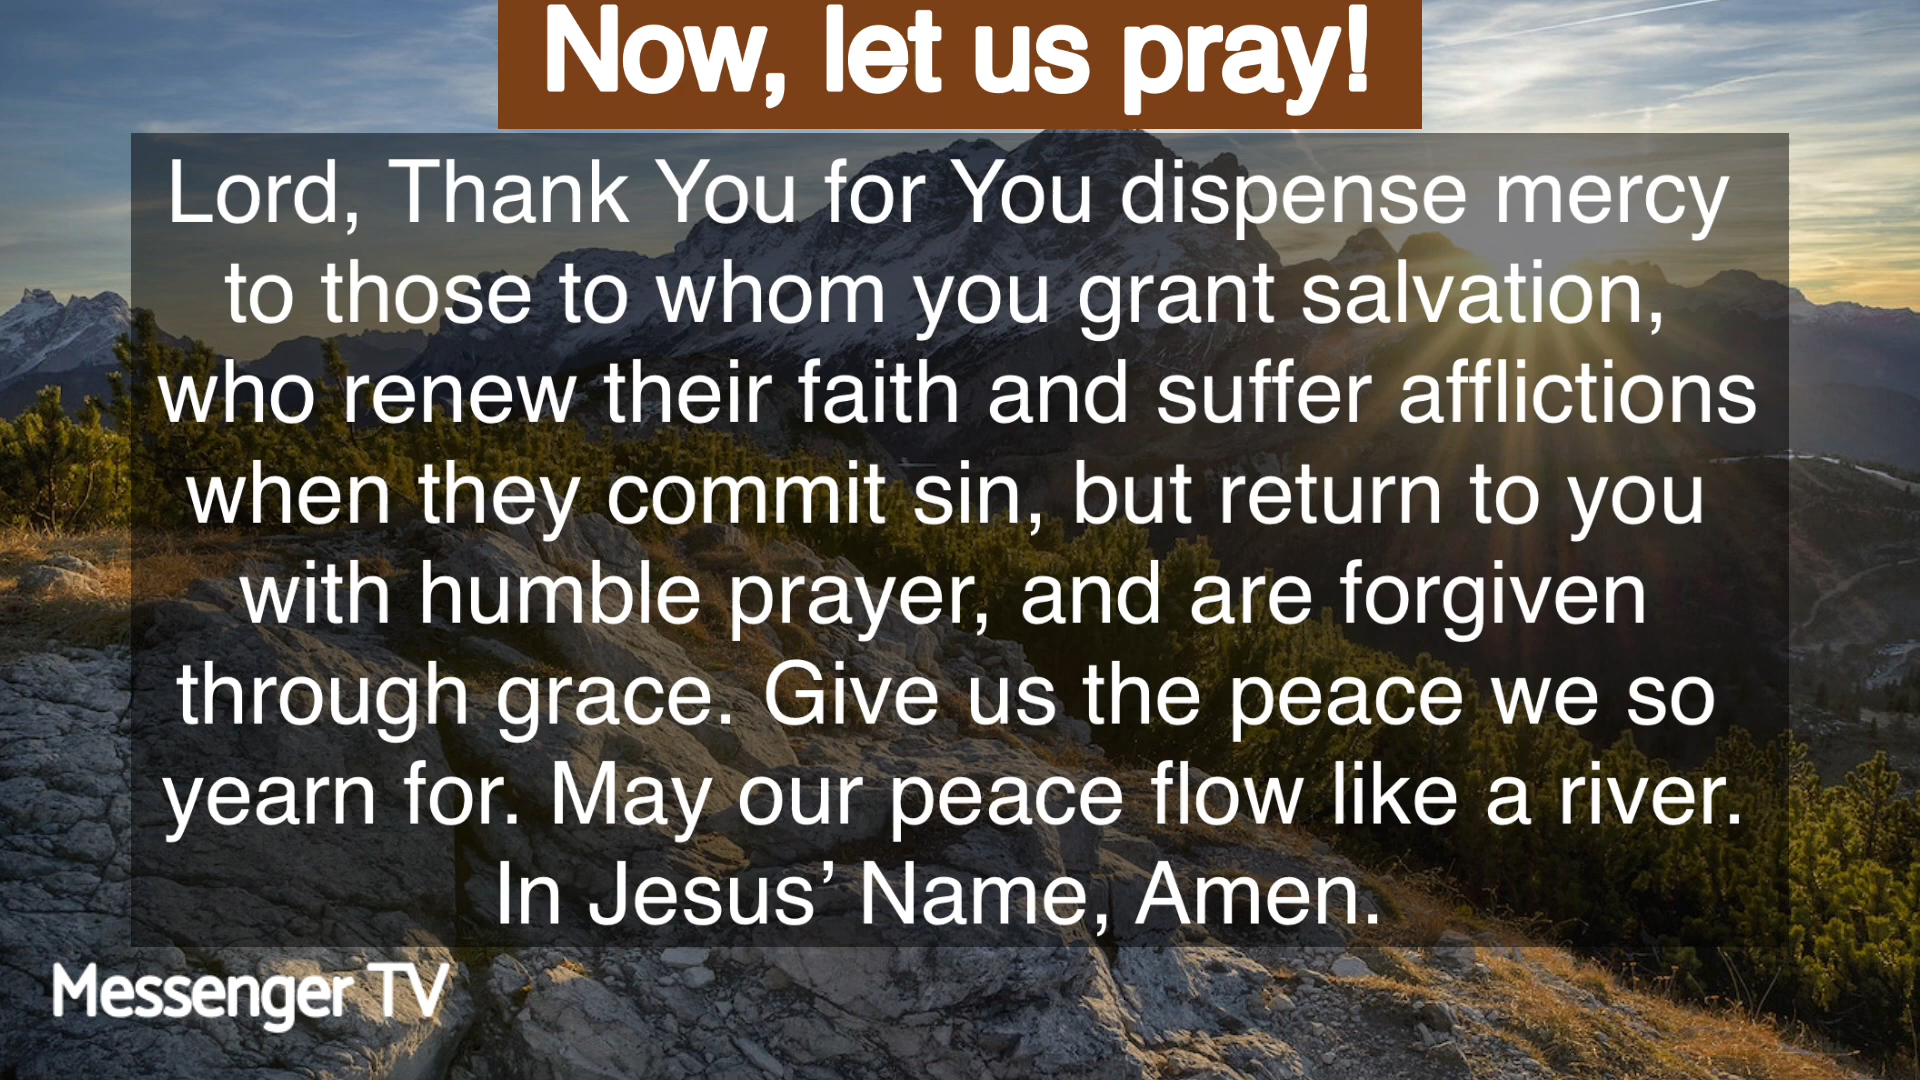 Now, let us pray!
Lord, Thank You for You dispense mercy
to those to whom you grant salvation,
who renew their faith and suffer afflictions
when they commit sin, but return to you
with humble prayer, and are forgiven
through grace. Give us the peace we so
yearn for. May our peace flow like a river.
In Jesus’ Name, Amen.
Messenger TV